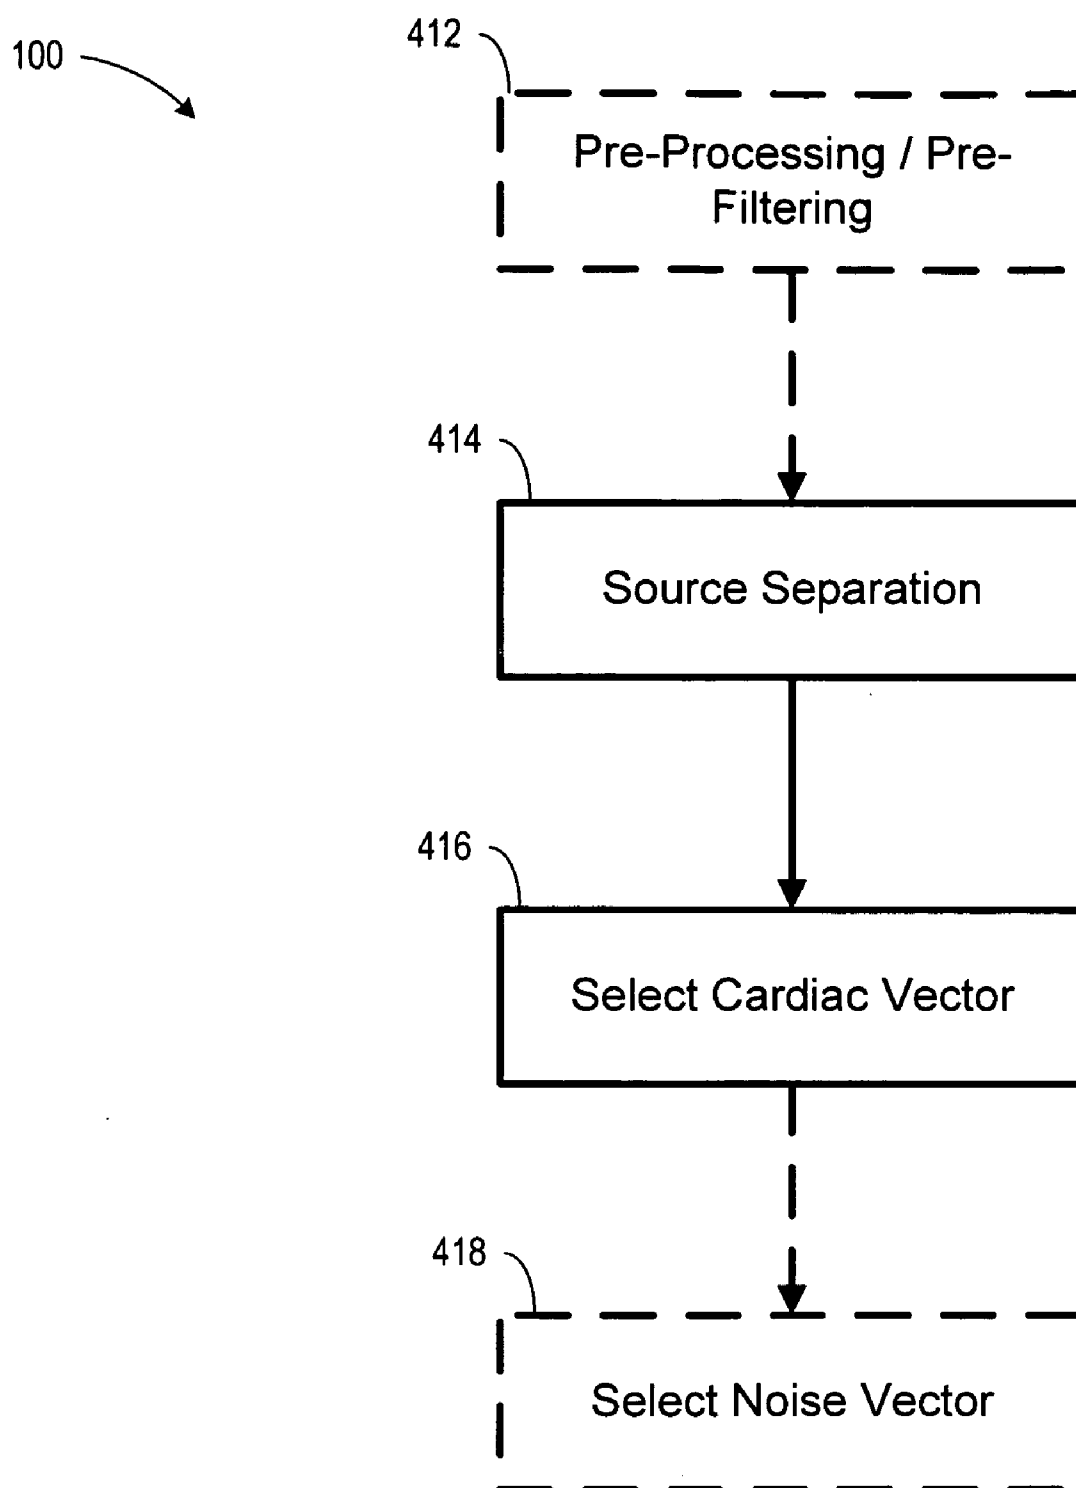 100
412
Pre-Processing / Pre-
Filtering
414
Source Separation
416
Select Cardiac Vector
418
Select Noise Vector